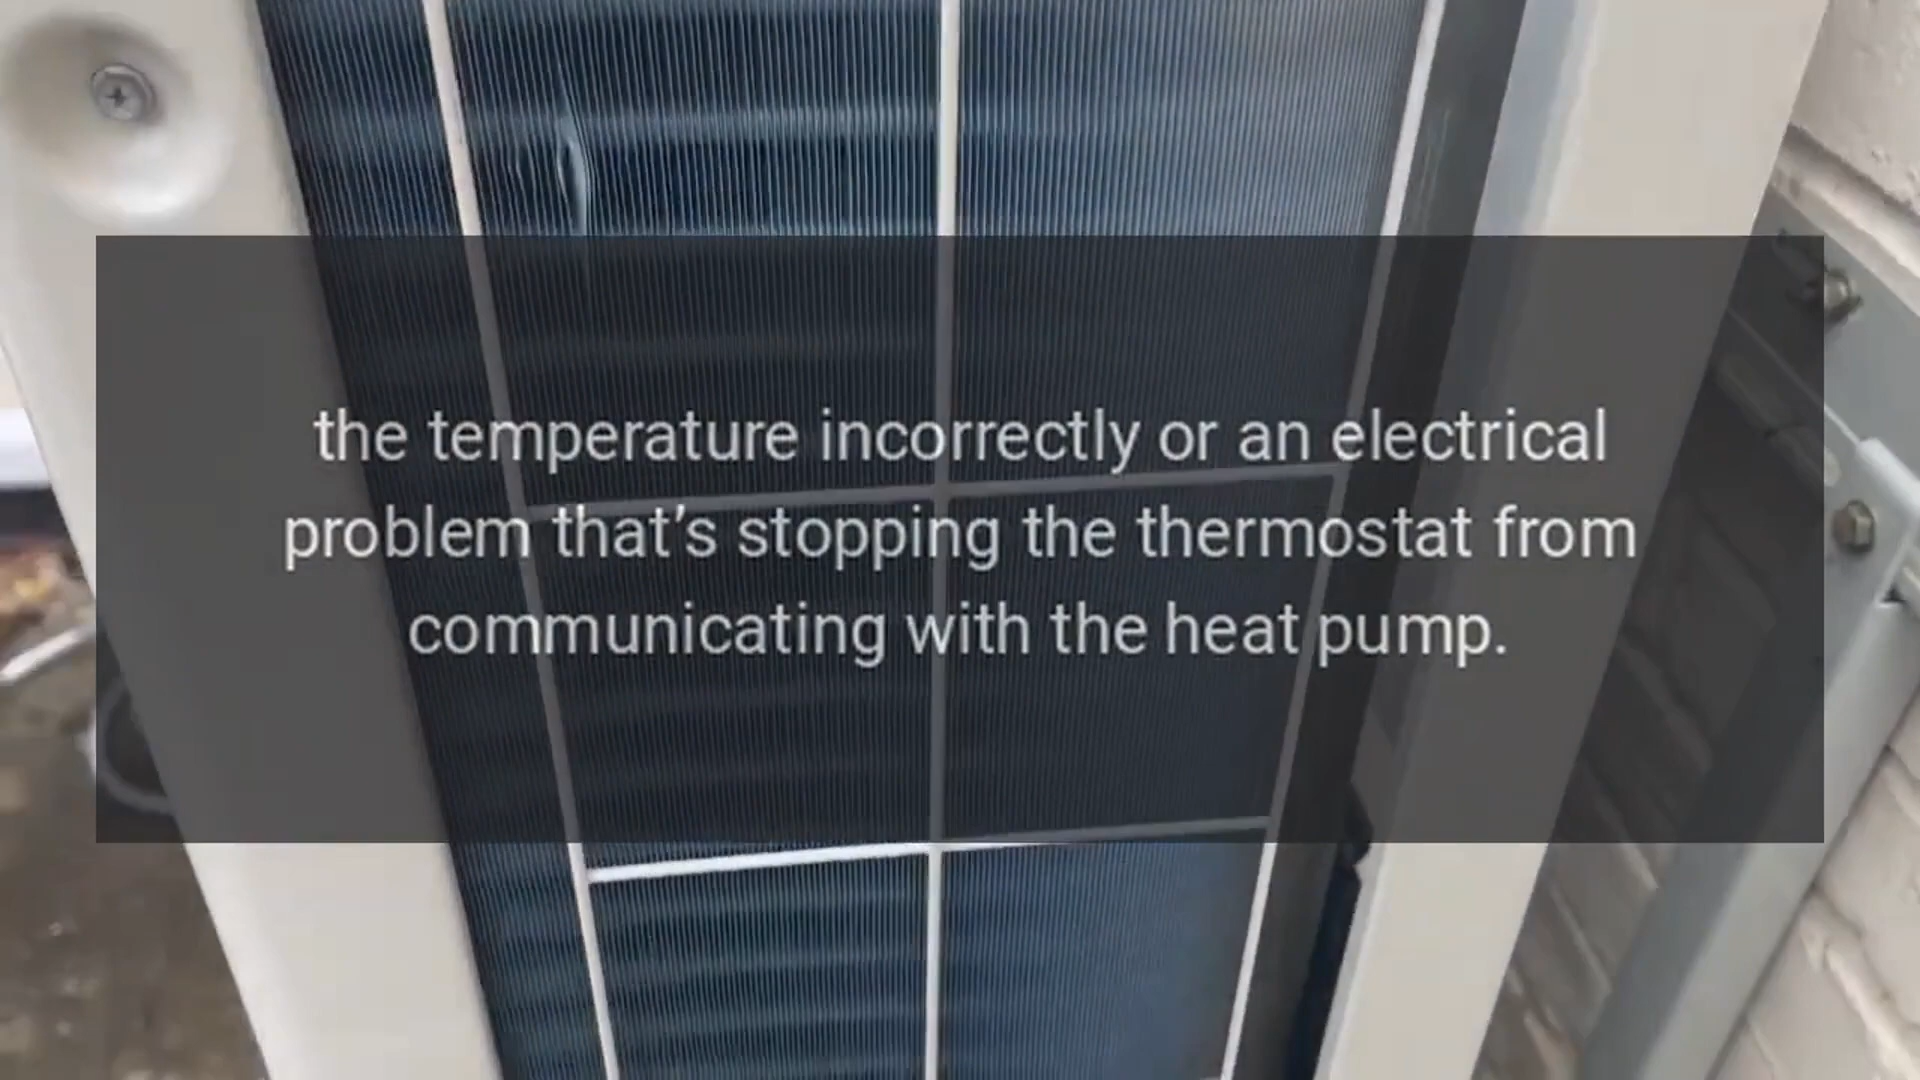 the temperature incorrectly or an electrical
problem that’s stopping the thermostat from
communicating with the heat pump.